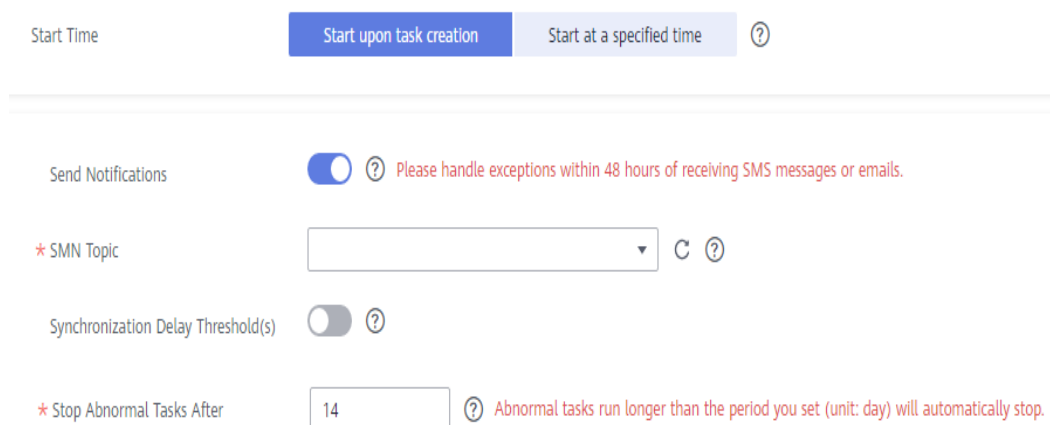 Start Time Start upon task creation Start at a specified time ?
Send Notifications ? Please handle exceptions within 48 hours of receiving SMS messages or emails.
* SMN Topic ?
Synchronization Delay Threshold(s) ?
* Stop Abnormal Tasks After 14 ? Abnormal tasks run longer than the period you set (unit: day) will automatically stop.